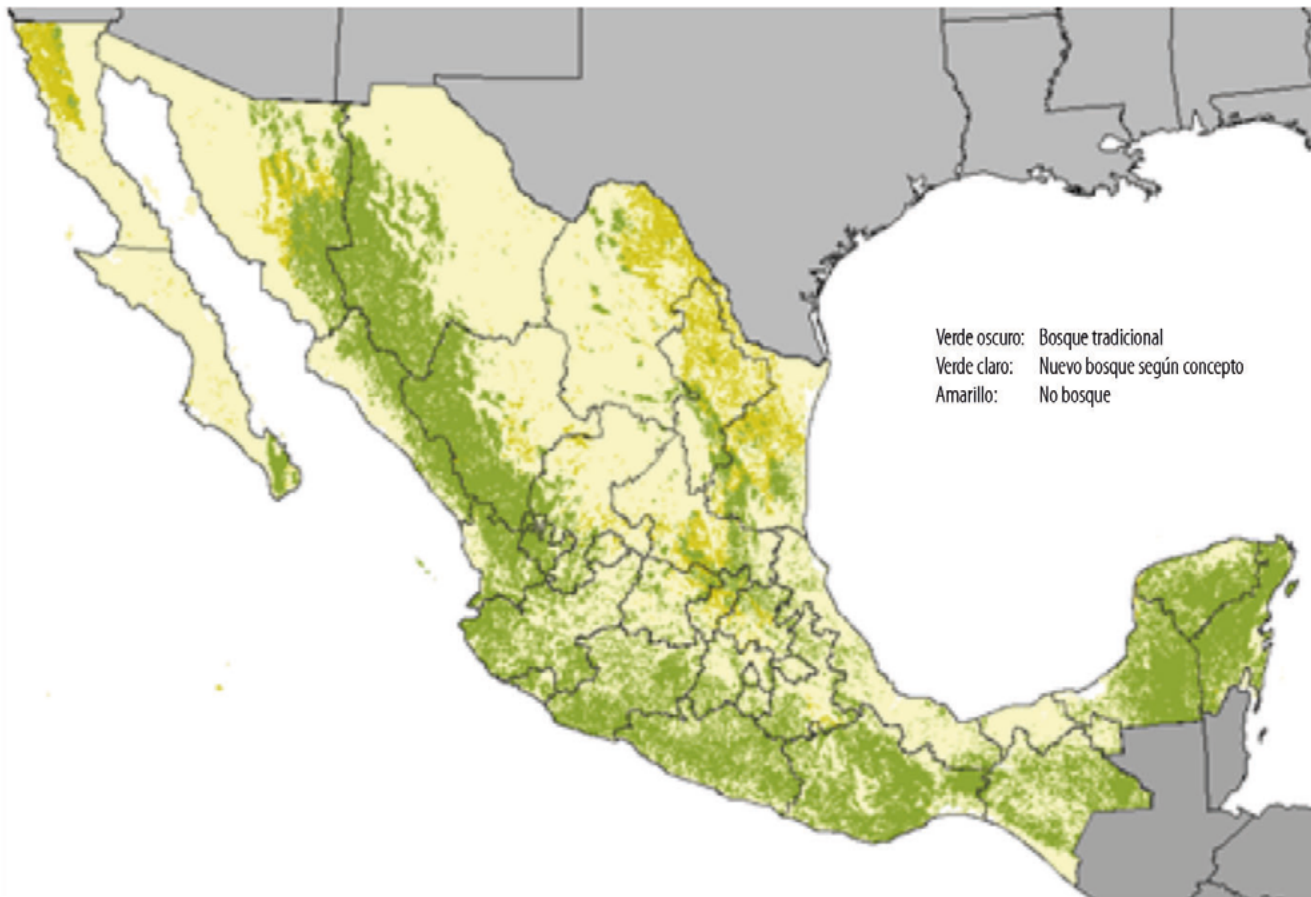 Verde oscuro: Bosque tradicional
Verde claro: Nuevo bosque según concepto
Amarillo: No bosque